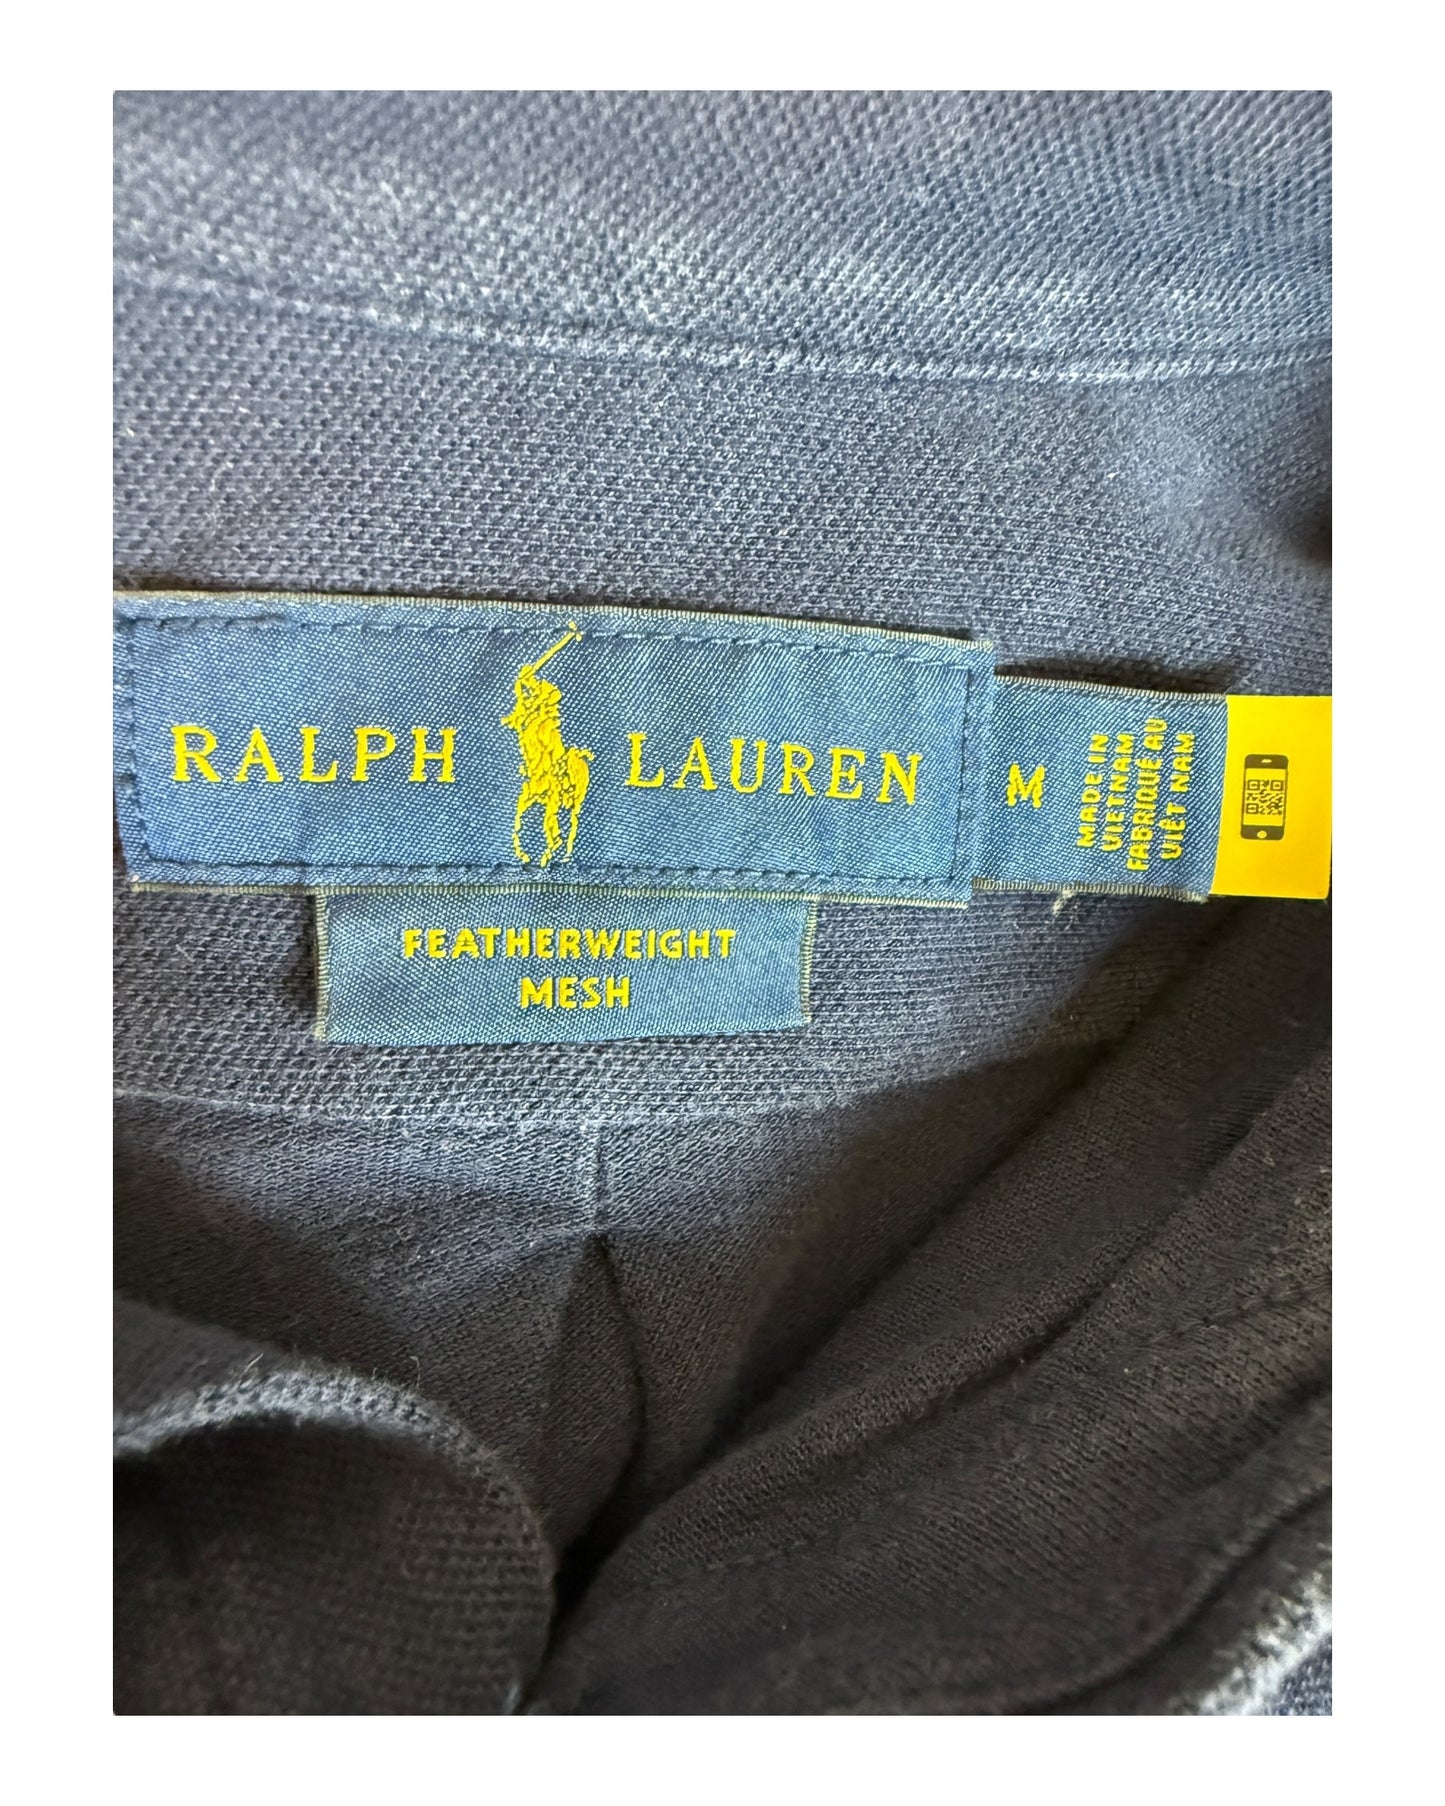 RALPH LAUREN
M
MADE IN
VIETNAM
FABRIQUÉ AU
VIÊT NAM
FEATHERWEIGHT
MESH